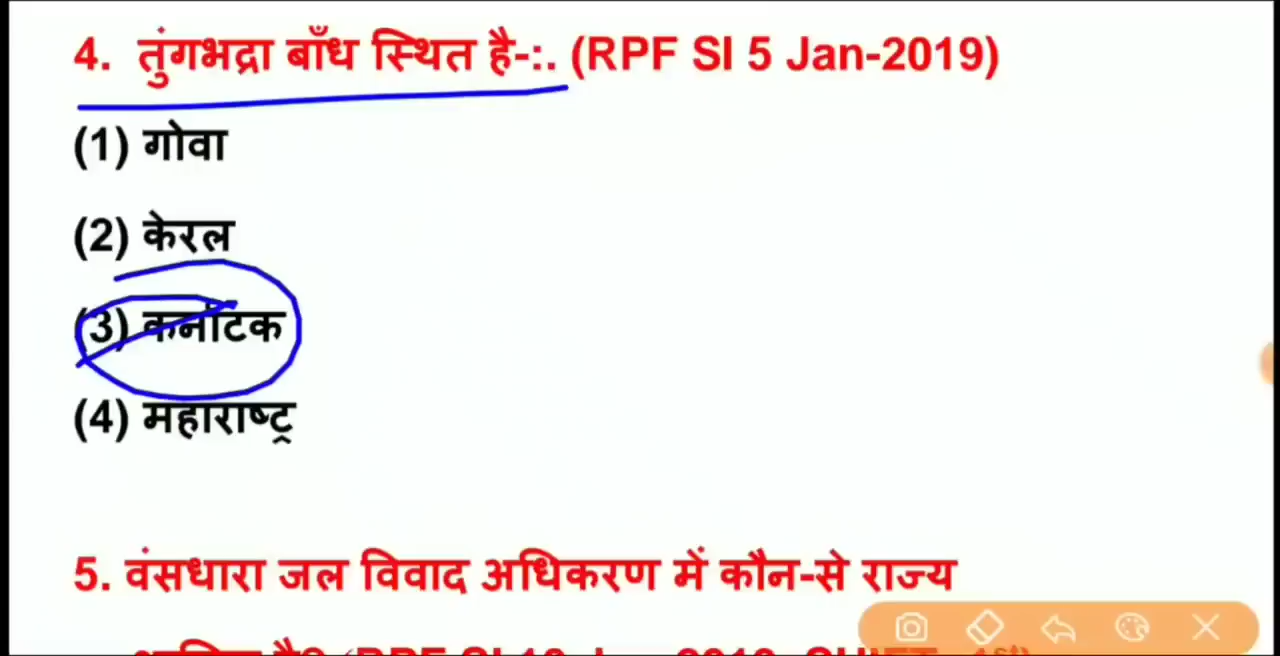 4. तुंगभद्रा बाँध स्थित है-:. (RPF SI 5 Jan-2019)
(1) गोवा
(2) केरल
(3) कर्नाटक
(4) महाराष्ट्र
5. वंसधारा जल विवाद अधिकरण में कौन-से राज्य